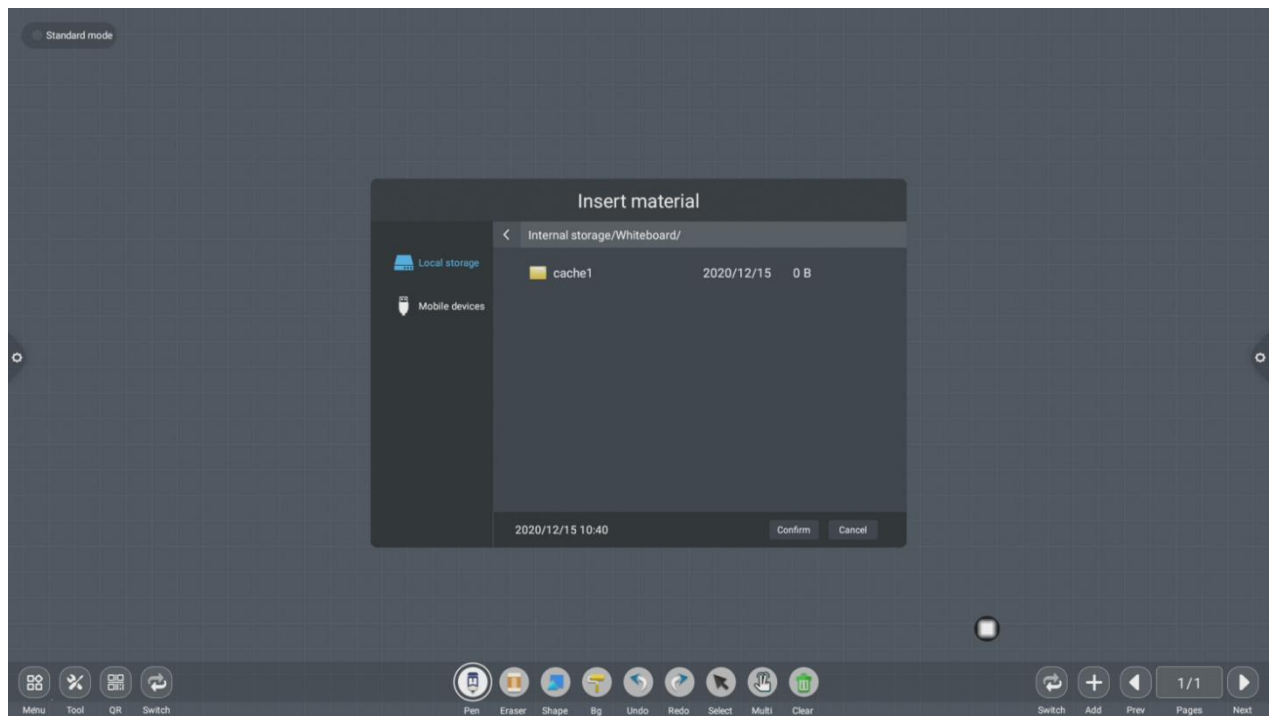 Standard mode
Insert material
Internal storage/Whiteboard/
Local storage
cache1 2020/12/15 0 B
Mobile devices
2020/12/15 10:40 Confirm Cancel
1/1
Menu Tool QR Switch Pen Eraser Shape Bg Undo Redo Select Multi Clear Switch Add Prev Pages Next